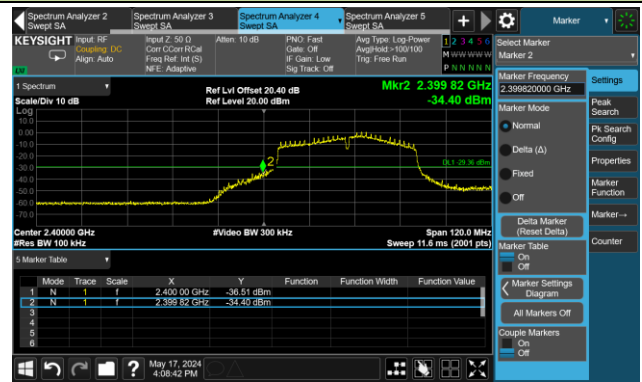 Spectrum Analyzer 2
Swept SA
Spectrum Analyzer 3
Swept SA
Spectrum Analyzer 4
Swept SA
Spectrum Analyzer 5
Swept SA
+
Marker
KEYSIGHT
Input: RF
Coupling: DC
Align: Auto
Input Z: 50 Ω
Corr CCorr RCal
Freq Ref: Int (S)
NFE: Adaptive
Atten: 10 dB
PNO: Fast
Gate: Off
IF Gain: Low
Sig Track: Off
Avg Type: Log-Power
Avg|Hold:>100/100
Trig: Free Run
1 2 3 4 5 6
M W W W W W
P N N N N N
LW
Select Marker
Marker 2
1 Spectrum
Scale/Div 10 dB
Ref Lvl Offset 20.40 dB
Ref Level 20.00 dBm
Mkr2 2.399 82 GHz
-34.40 dBm
Log
10.0
0.00
-10.0
-20.0
-30.0
-40.0
-50.0
-60.0
-70.0
2
DL1 -29.36 dBm
Center 2.40000 GHz
#Res BW 100 kHz
#Video BW 300 kHz
Span 120.0 MHz
Sweep 11.6 ms (2001 pts)
5 Marker Table
Mode Trace Scale X Y Function Function Width Function Value
1 N 1 f 2.400 00 GHz -36.51 dBm
2 N 1 f 2.399 82 GHz -34.40 dBm
3
4
5
6
Marker Frequency
2.399820000 GHz
Marker Mode
Normal
Delta (Δ)
Fixed
Off
Delta Marker
(Reset Delta)
Marker Table
On
Off
Marker Settings
Diagram
All Markers Off
Couple Markers
On
Off
Settings
Peak
Search
Pk Search
Config
Properties
Marker
Function
Marker→
Counter
?
May 17, 2024
4:08:42 PM